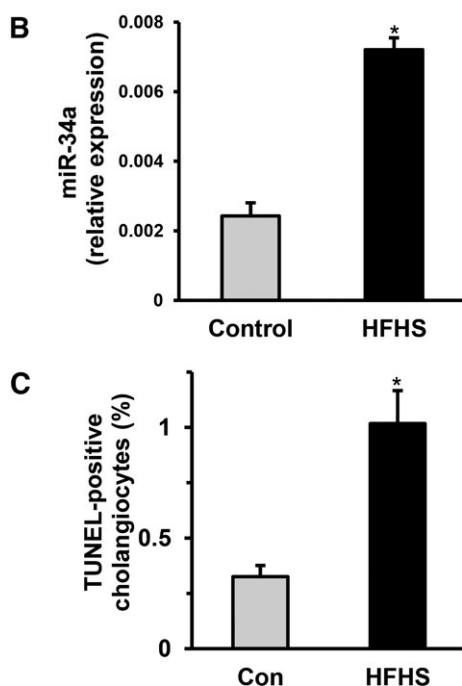 B
miR-34a
(relative expression)
0.008
0.006
0.004
0.002
0
*
Control HFHS
C
TUNEL-positive
cholangiocytes (%)
1
0.5
0
*
Con HFHS